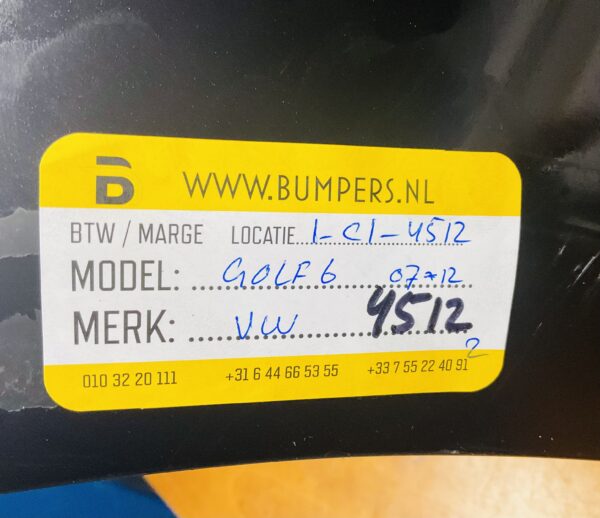 WWW.BUMPERS.NL
BTW / MARGE LOCATIE...1-C1-4512
MODEL: GOLF 6 07-12
MERK: VW 4512
2
010 32 20 111 +31 6 44 66 53 55 +33 7 55 22 40 91